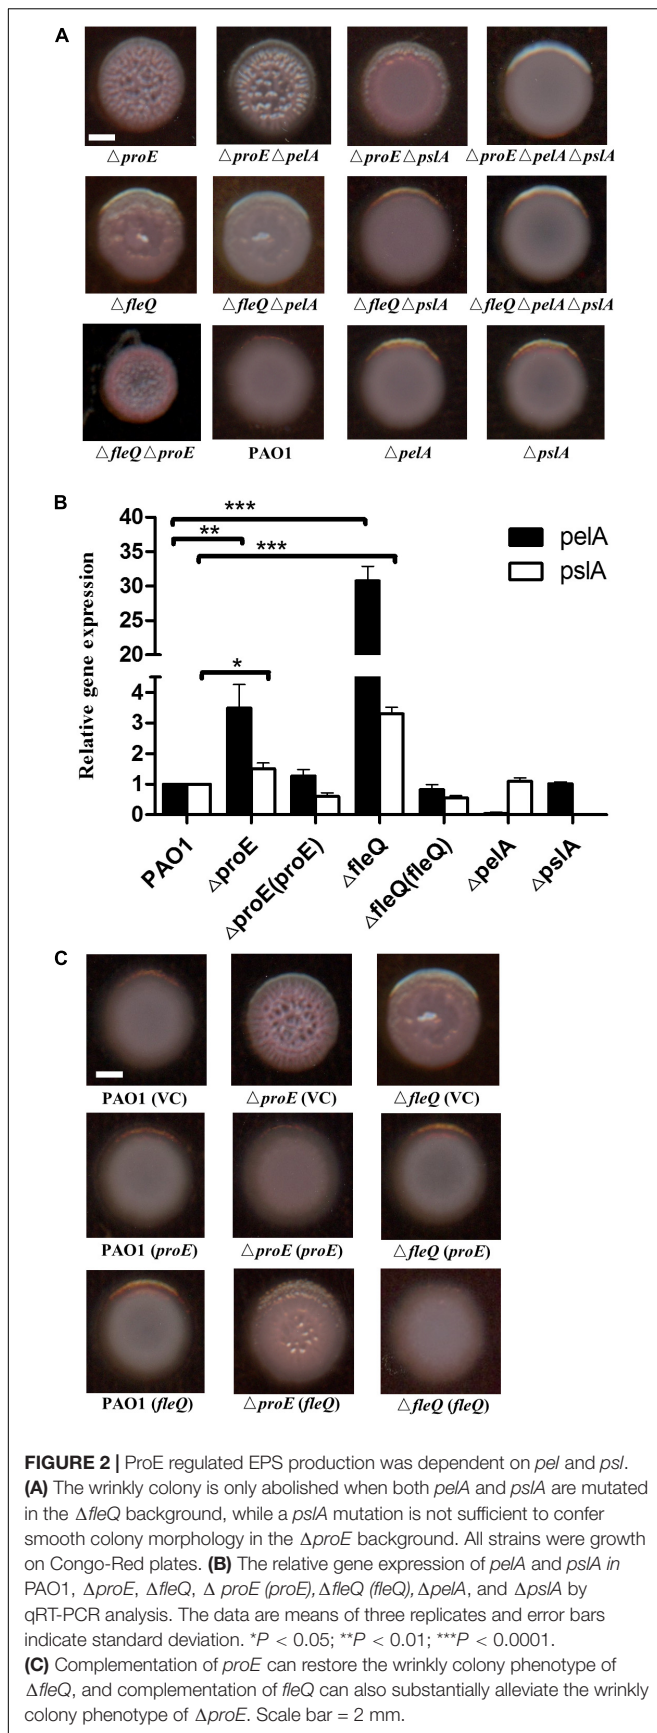 A
△proE △proE△pelA △proE△pslA △proE△pelA△pslA
△fleQ △fleQ△pelA △fleQ△pslA △fleQ△pelA△pslA
△fleQ△proE PAO1 △pelA △pslA
B
Relative gene expression
40
35
30
25
20
4
3
2
1
0
***
**
***
*
pelA
pslA
PAO1
△proE
△proE(proE)
△fleQ
△fleQ(fleQ)
△pelA
△pslA
C
PAO1 (VC) △proE (VC) △fleQ (VC)
PAO1 (proE) △proE (proE) △fleQ (proE)
PAO1 (fleQ) △proE (fleQ) △fleQ (fleQ)
FIGURE 2 | ProE regulated EPS production was dependent on pel and psl.
(A) The wrinkly colony is only abolished when both pelA and pslA are mutated
in the ΔfleQ background, while a pslA mutation is not sufficient to confer
smooth colony morphology in the ΔproE background. All strains were growth
on Congo-Red plates. (B) The relative gene expression of pelA and pslA in
PAO1, ΔproE, ΔfleQ, Δ proE (proE), ΔfleQ (fleQ), ΔpelA, and ΔpslA by
qRT-PCR analysis. The data are means of three replicates and error bars
indicate standard deviation. *P < 0.05; **P < 0.01; ***P < 0.0001.
(C) Complementation of proE can restore the wrinkly colony phenotype of
ΔfleQ, and complementation of fleQ can also substantially alleviate the wrinkly
colony phenotype of ΔproE. Scale bar = 2 mm.